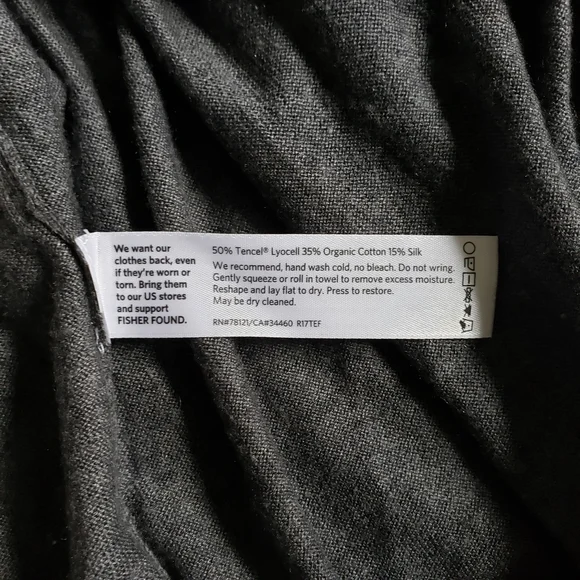 We want our
clothes back, even
if they're worn or
torn. Bring them
to our US stores
and support
FISHER FOUND.
50% Tencel® Lyocell 35% Organic Cotton 15% Silk
We recommend, hand wash cold, no bleach. Do not wring.
Gently squeeze or roll in towel to remove excess moisture.
Reshape and lay flat to dry. Press to restore.
May be dry cleaned.
RN#78121/CA#34460 R17TEF